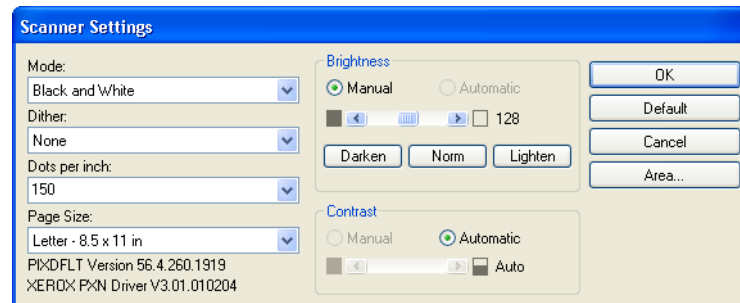 Scanner Settings
Mode:
Black and White
Dither:
None
Dots per inch:
150
Page Size:
Letter - 8.5 x 11 in
PIXDFLT Version 56.4.260.1919
XEROX PXN Driver V3.01.010204
Brightness
Manual Automatic
128
Darken Norm Lighten
Contrast
Manual Automatic
Auto
OK
Default
Cancel
Area...